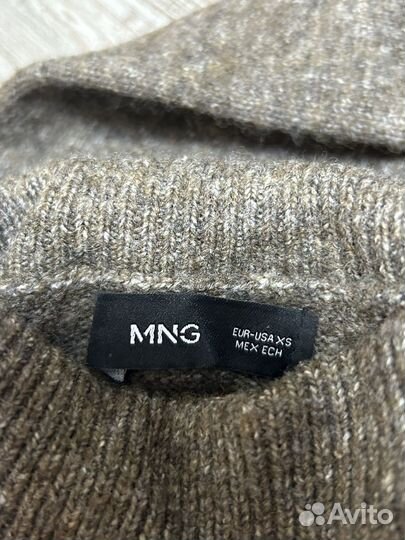 MNG
EUR-USA XS
MEX ECH
Avito